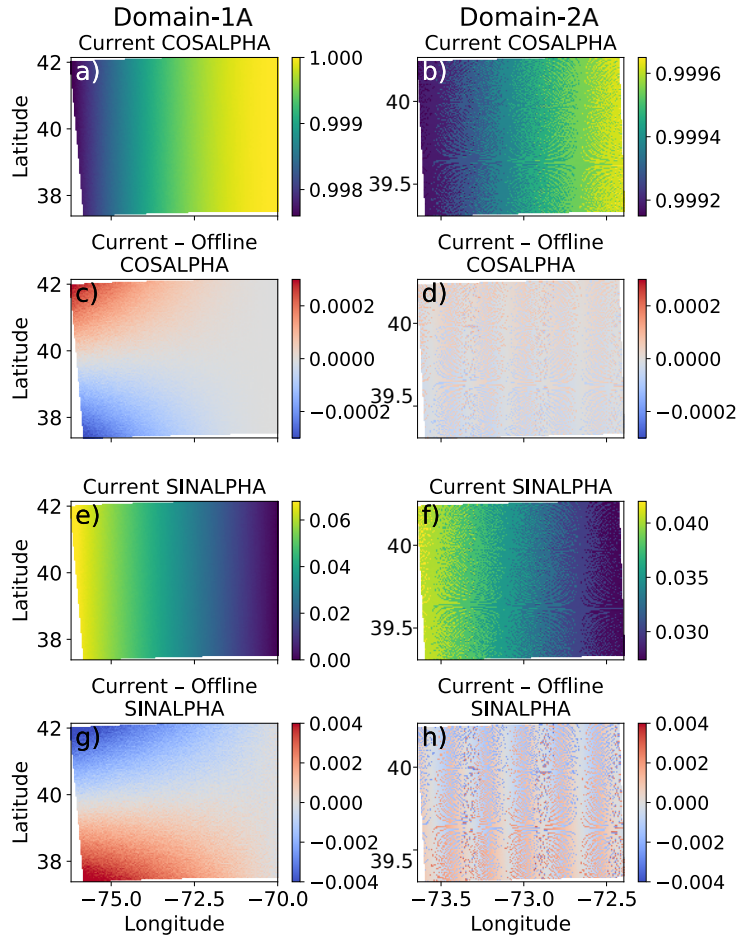 Domain-1A
Domain-2A
Current COSALPHA
Current COSALPHA
a)
b)
42
40
38
Latitude
1.000
0.999
0.998
40
39.5
0.9996
0.9994
0.9992
Current – Offline
COSALPHA
Current – Offline
COSALPHA
c)
d)
42
40
38
Latitude
0.0002
0.0000
−0.0002
40
39.5
0.0002
0.0000
−0.0002
Current SINALPHA
Current SINALPHA
e)
f)
42
40
38
Latitude
0.06
0.04
0.02
0.00
40
39.5
0.040
0.035
0.030
Current – Offline
SINALPHA
Current – Offline
SINALPHA
g)
h)
42
40
38
Latitude
0.004
0.002
0.000
−0.002
−0.004
40
39.5
0.004
0.002
0.000
−0.002
−0.004
−75.0 −72.5 −70.0
−73.5 −73.0 −72.5
Longitude
Longitude